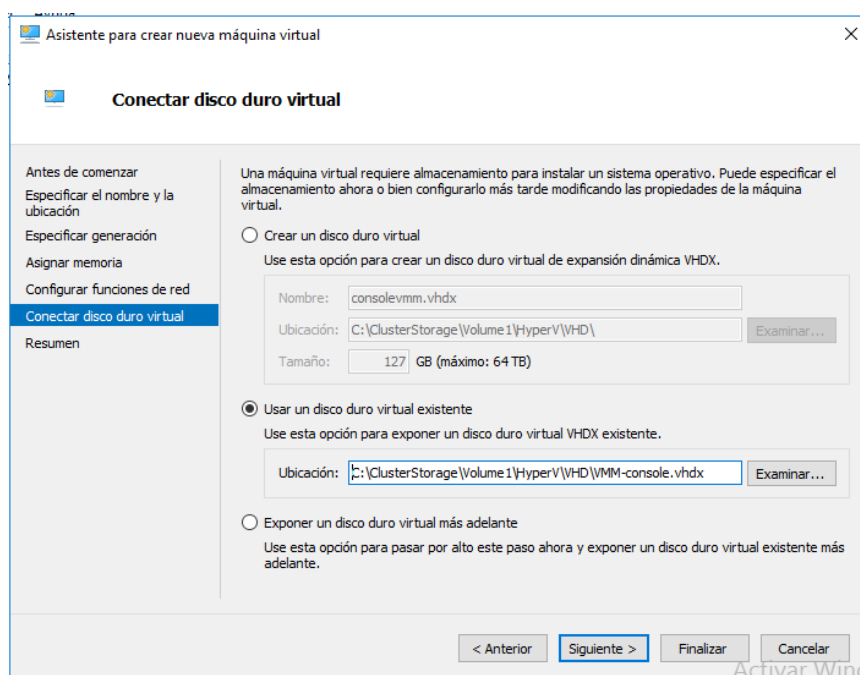 Asistente para crear nueva máquina virtual
Conectar disco duro virtual
Antes de comenzar
Especificar el nombre y la
ubicación
Especificar generación
Asignar memoria
Configurar funciones de red
Conectar disco duro virtual
Resumen
Una máquina virtual requiere almacenamiento para instalar un sistema operativo. Puede especificar el
almacenamiento ahora o bien configurarlo más tarde modificando las propiedades de la máquina
virtual.
Crear un disco duro virtual
Use esta opción para crear un disco duro virtual de expansión dinámica VHDX.
Nombre: consolevmm.vhdx
Ubicación: C:\ClusterStorage\Volume1\HyperV\VHD\ Examinar...
Tamaño: 127 GB (máximo: 64 TB)
Usar un disco duro virtual existente
Use esta opción para exponer un disco duro virtual VHDX existente.
Ubicación: C:\ClusterStorage\Volume1\HyperV\VHD\VMM-console.vhdx Examinar...
Exponer un disco duro virtual más adelante
Use esta opción para pasar por alto este paso ahora y exponer un disco duro virtual existente más
adelante.
< Anterior Siguiente > Finalizar Cancelar
Activar Win